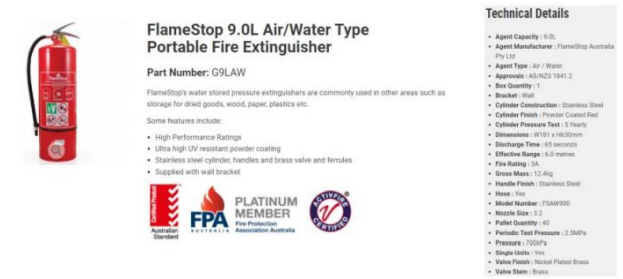 FlameStop 9.0L Air/Water Type
Portable Fire Extinguisher
Part Number: G9LAW
FlameStop's water stored pressure extinguishers are commonly used in other areas such as
storage for dried goods, wood, paper, plastics etc.
Some features include:
• High Performance Ratings
• Ultra high UV resistant powder coating
• Stainless steel cylinder, handles and brass valve and ferrules
• Supplied with wall bracket
Certified Product
Australian
Standard
FPA
AUSTRALIA
PLATINUM
MEMBER
Fire Protection
Association Australia
ACTIVFIRE
CERTIFIED
Technical Details
• Agent Capacity : 9.0L
• Agent Manufacturer : FlameStop Australia
Pty Ltd
• Agent Type : Air / Water
• Approvals : AS/NZS 1841.2
• Box Quantity : 1
• Bracket : Wall
• Cylinder Construction : Stainless Steel
• Cylinder Finish : Powder Coated Red
• Cylinder Pressure Test : 5 Yearly
• Dimensions : W181 x H630mm
• Discharge Time : 65 seconds
• Effective Range : 6.0 metres
• Fire Rating : 3A
• Gross Mass : 12.4kg
• Handle Finish : Stainless Steel
• Hose : Yes
• Model Number : FSAW900
• Nozzle Size : 3.2
• Pallet Quantity : 40
• Periodic Test Pressure : 2.5MPa
• Pressure : 700kPa
• Single Units : Yes
• Valve Finish : Nickel Plated Brass
• Valve Stem : Brass